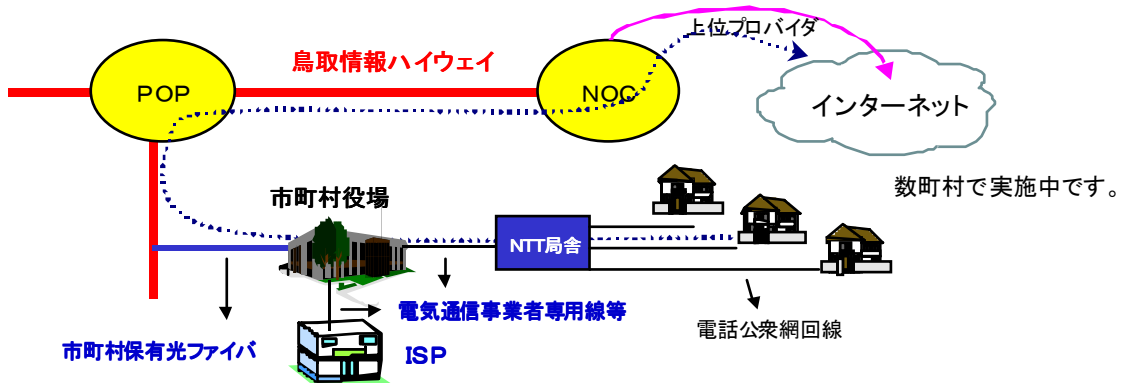 上位プロバイダ
鳥取情報ハイウェイ
POP
NOC
インターネット
数町村で実施中です。
市町村役場
NTT局舎
電気通信事業者専用線等
電話公衆網回線
市町村保有光ファイバ
ISP